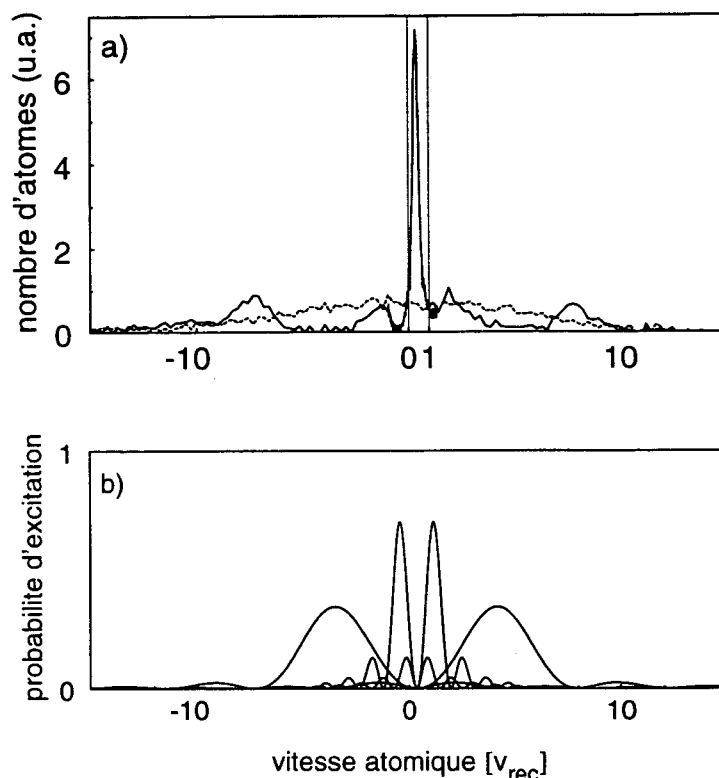 a)
nombre d'atomes (u.a.)
6
4
2
0
-10 0 1 10
b)
probabilite d'excitation
1
0
-10 0 10
vitesse atomique [v_rec]